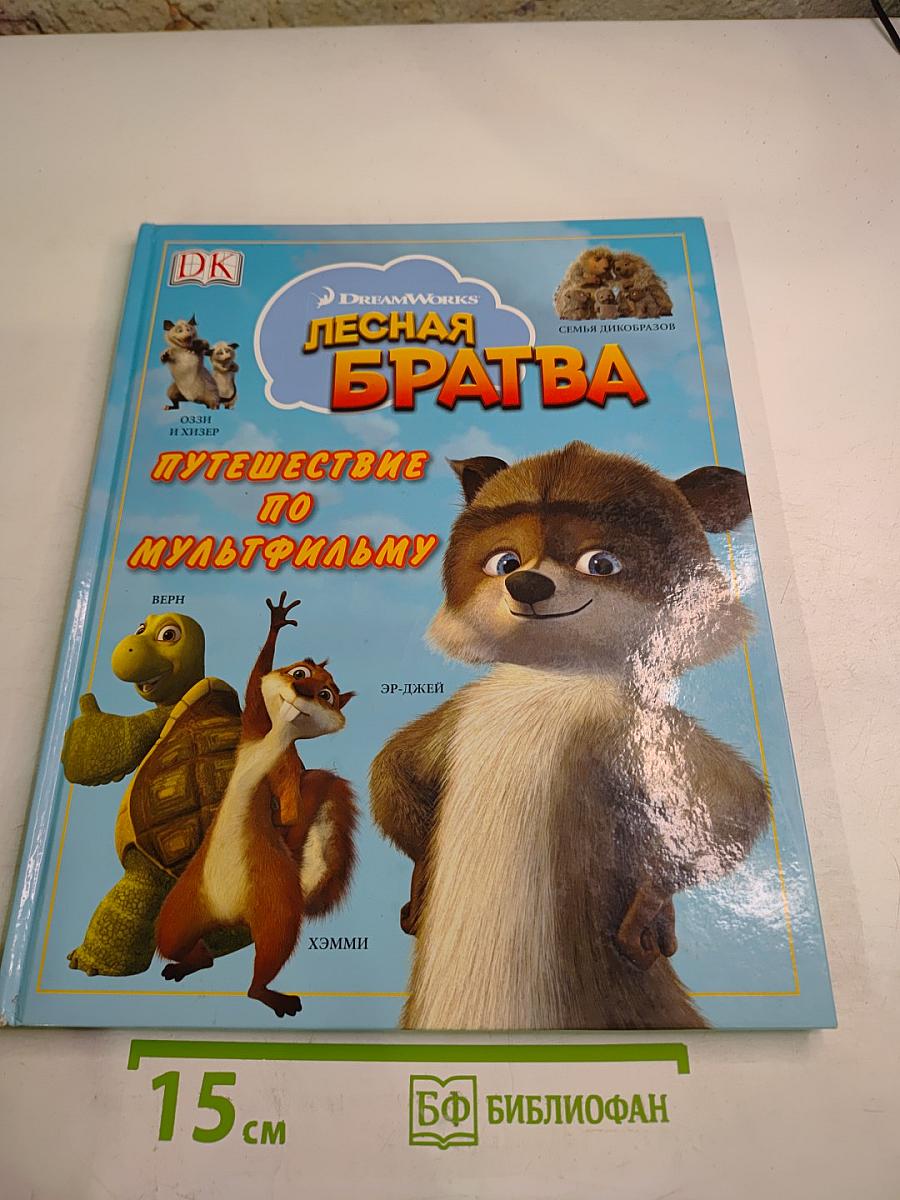 DK
DREAMWORKS
ЛЕСНАЯ
БРАТВА
СЕМЬЯ ДИКОБРАЗОВ
ОЗЗИ
И ХИЗЕР
ПУТЕШЕСТВИЕ
ПО
МУЛЬТФИЛЬМУ
ВЕРН
ЭР-ДЖЕЙ
ХЭММИ
15 см
БФ БИБЛИОФАН